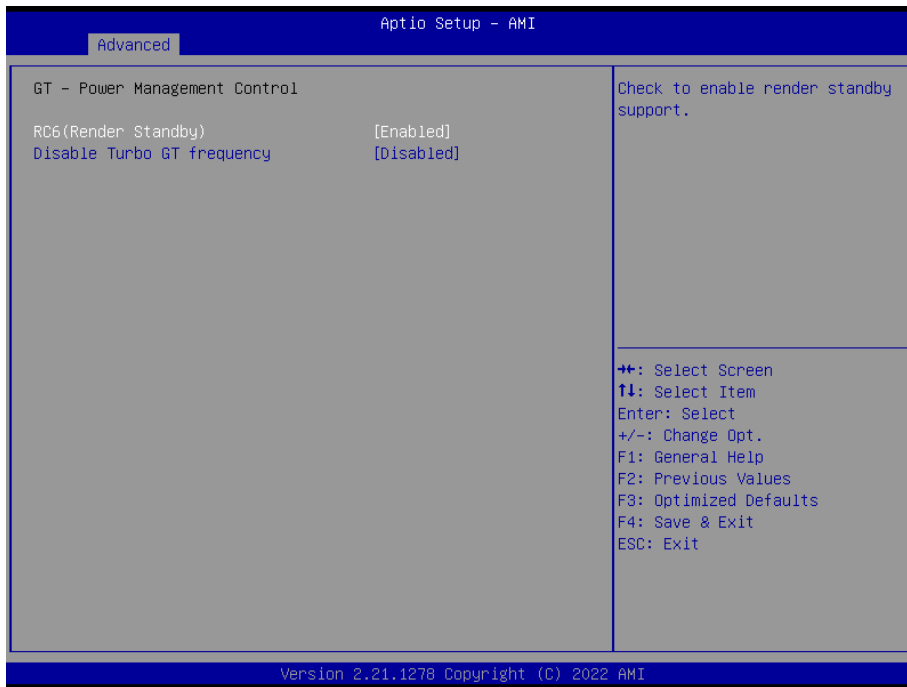 Aptio Setup – AMI
Advanced
GT – Power Management Control
RC6(Render Standby) [Enabled]
Disable Turbo GT frequency [Disabled]
Check to enable render standby
support.
→←: Select Screen
↑↓: Select Item
Enter: Select
+/-: Change Opt.
F1: General Help
F2: Previous Values
F3: Optimized Defaults
F4: Save & Exit
ESC: Exit
Version 2.21.1278 Copyright (C) 2022 AMI